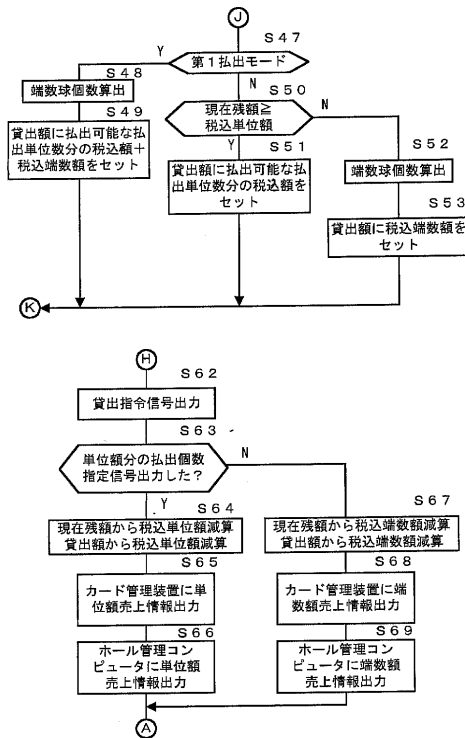 J
S47
第1払出モード
Y
N
S48
端数球個数算出
S49
貸出額に払出可能な払
出単位数分の税込額＋
税込端数額をセット
S50
現在残額≧
税込単位額
N
Y
S51
貸出額に払出可能な払
出単位数分の税込額を
セット
S52
端数球個数算出
S53
貸出額に税込端数額を
セット
K
H
S62
貸出指令信号出力
S63
単位額分の払出個数
指定信号出力した？
N
Y
S64
現在残額から税込単位額減算
貸出額から税込単位額減算
S65
カード管理装置に単
位額売上情報出力
S66
ホール管理コン
ピュータに単位額
売上情報出力
S67
現在残額から税込端数額減算
貸出額から税込端数額減算
S68
カード管理装置に端
数額売上情報出力
S69
ホール管理コン
ピュータに端数額
売上情報出力
A